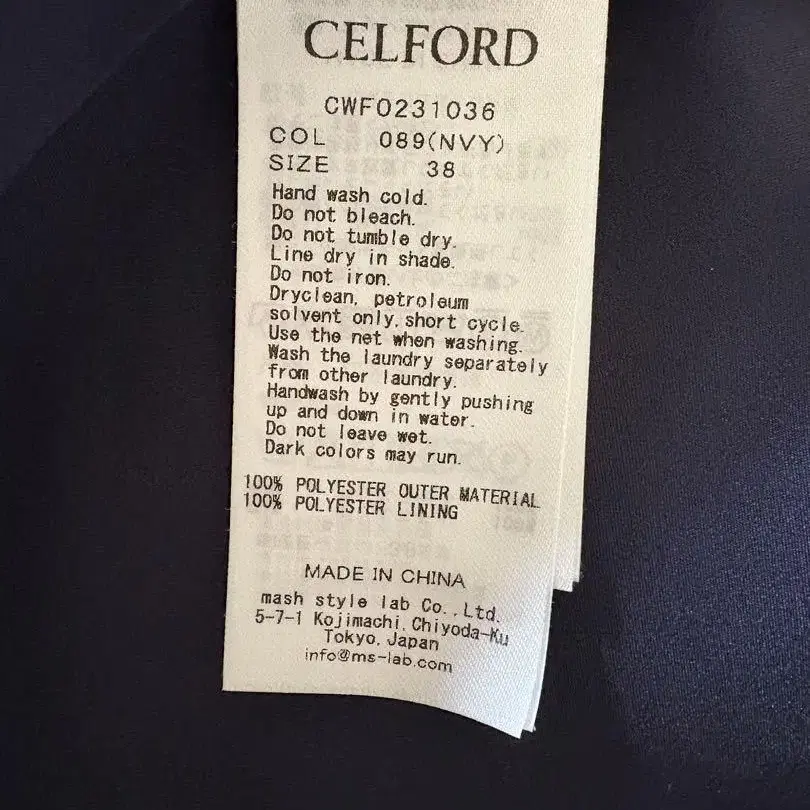 CELFORD
CWFO231036
COL 089(NVY)
SIZE 38
Hand wash cold.
Do not bleach.
Do not tumble dry.
Line dry in shade.
Do not iron.
Dryclean, petroleum
solvent only,short cycle.
Use the net when washing.
Wash the laundry separately
from other laundry.
Handwash by gently pushing
up and down in water.
Do not leave wet.
Dark colors may run.
100% POLYESTER OUTER MATERIAL
100% POLYESTER LINING
MADE IN CHINA
mash style lab Co.,Ltd.
5-7-1 Kojimachi,Chiyoda-Ku
Tokyo,Japan
info@ms-lab.com